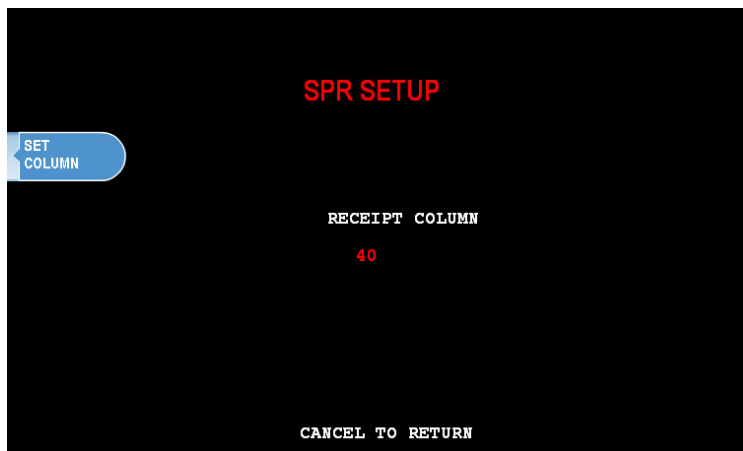 SPR SETUP
SET
COLUMN
RECEIPT COLUMN
40
CANCEL TO RETURN